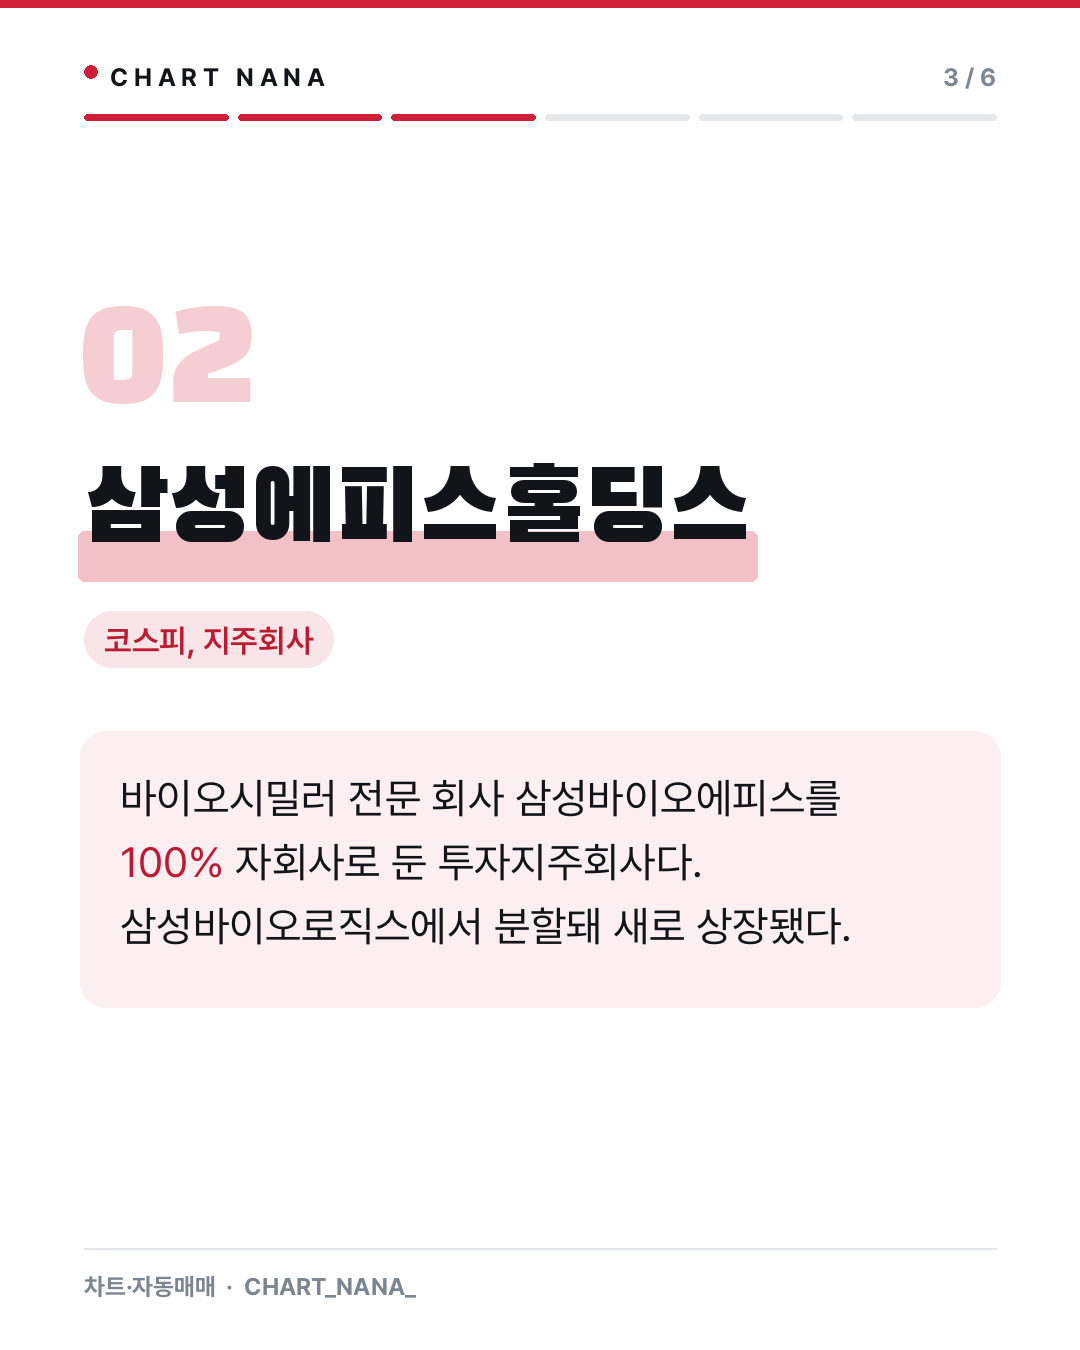 CHART NANA
3 / 6
02
삼성에피스홀딩스
코스피, 지주회사
바이오시밀러 전문 회사 삼성바이오에피스를
100% 자회사로 둔 투자지주회사다.
삼성바이오로직스에서 분할돼 새로 상장됐다.
차트·자동매매 · CHART_NANA_